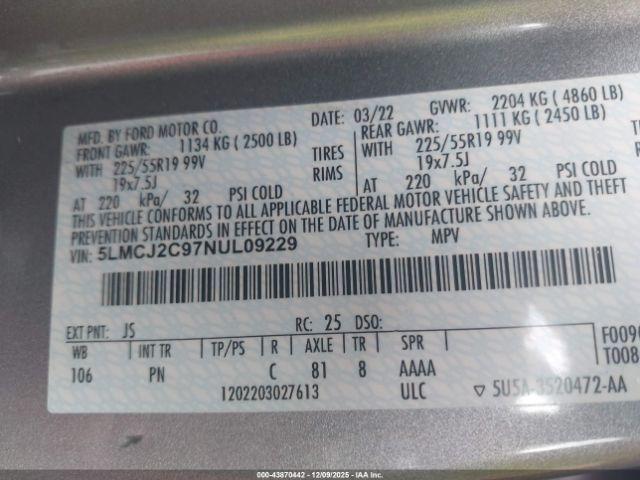 MFD. BY FORD MOTOR CO.
DATE: 03/22 GVWR: 2204 KG ( 4860 LB)
FRONT GAWR: 1134 KG ( 2500 LB) REAR GAWR: 1111 KG ( 2450 LB)
WITH 225/55R19 99V TIRES WITH 225/55R19 99V
19x7.5J RIMS 19x7.5J
AT 220 kPa/ 32 PSI COLD AT 220 kPa/ 32 PSI COLD
THIS VEHICLE CONFORMS TO ALL APPLICABLE FEDERAL MOTOR VEHICLE SAFETY AND THEFT
PREVENTION STANDARDS IN EFFECT ON THE DATE OF MANUFACTURE SHOWN ABOVE.
VIN: 5LMCJ2C97NUL09229 TYPE: MPV
EXT PNT: JS RC: 25 DSO:
WB INT TR TP/PS R AXLE TR SPR
106 PN C 81 8 AAAA
1202203027613 ULC ▽ 5U5A-3520472-AA
000-43870442 | 12/09/2025 - IAA Inc.